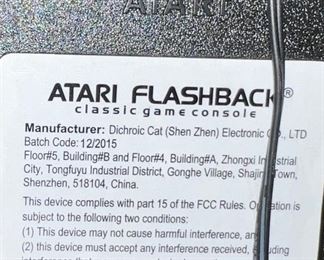 ATARI
ATARI FLASHBACK®
classic game console
Manufacturer: Dichroic Cat (Shen Zhen) Electronic LTD
Batch Code: 12/2015
Floor#5, Building#B and Floor#4, Building#A, Zhongxi
City, Tongfuyu Industrial District, Gonghe Village, Shajing Town,
Shenzhen, 518104, China.
This device complies with part 15 of the FCC Rules. Operation is
subject to the following two conditions:
(1) This device may not cause harmful interference, and
(2) this device must accept any interference received, including